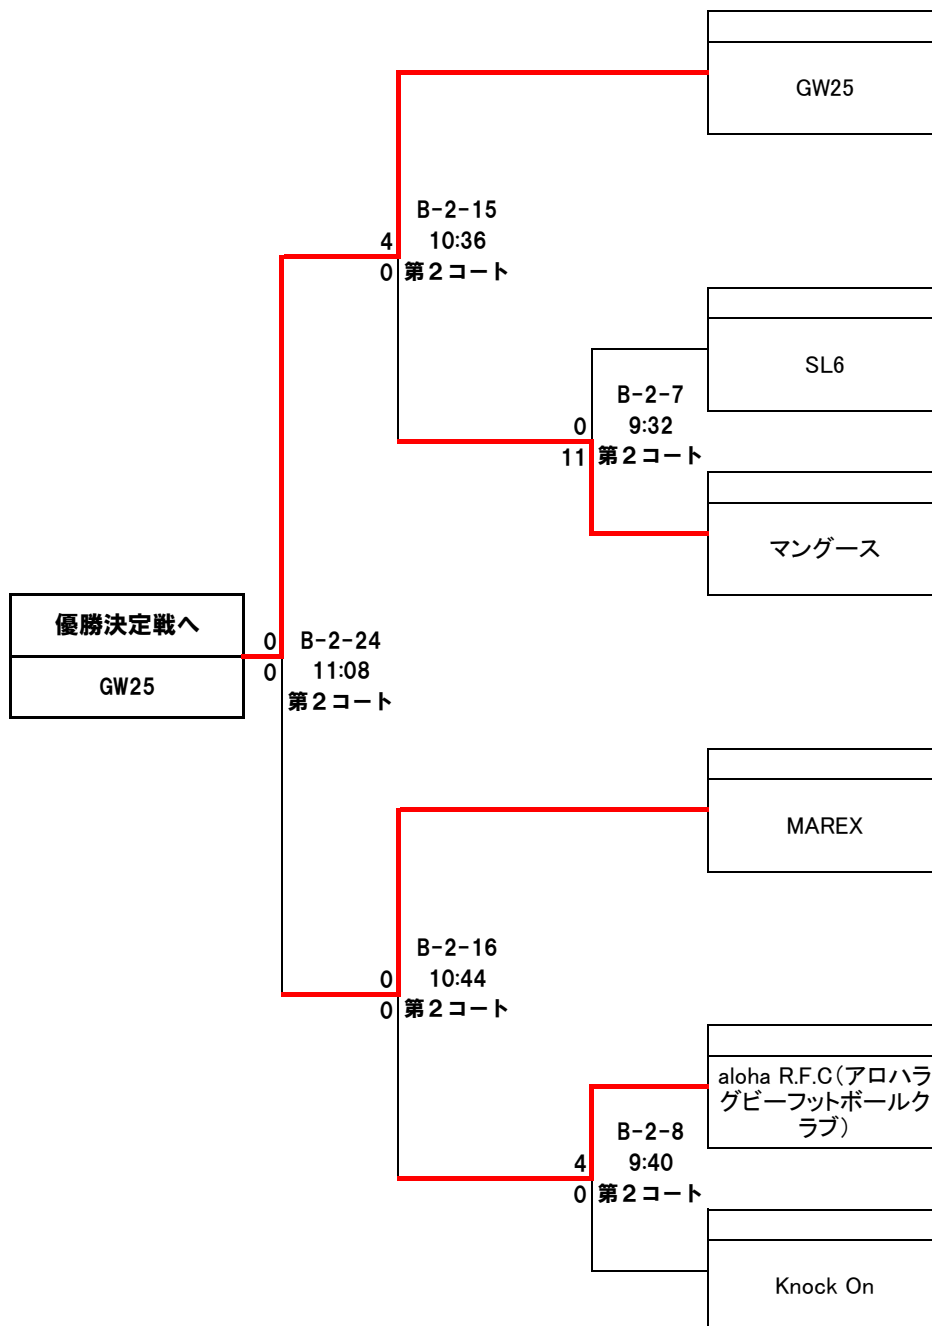 GW25
B-2-15
4
10:36
0
第２コート
SL6
B-2-7
0
9:32
11
第２コート
マングース
優勝決定戦へ
0
B-2-24
GW25
0
11:08
第２コート
MAREX
B-2-16
0
10:44
0
第２コート
aloha R.F.C（アロハラ
グビーフットボールク
ラブ）
B-2-8
4
9:40
0
第２コート
Knock On